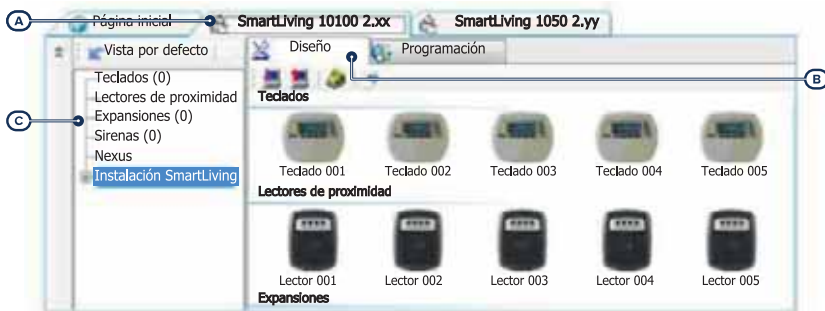 A
Página inicial
SmartLiving 10100 2.xx
SmartLiving 1050 2.yy
Vista por defecto
Diseño
Programación
B
Teclados (0)
Lectores de proximidad
Expansiones (0)
Sirenas (0)
Nexus
Instalación SmartLiving
C
Teclados
Teclado 001
Teclado 002
Teclado 003
Teclado 004
Teclado 005
Lectores de proximidad
Lector 001
Lector 002
Lector 003
Lector 004
Lector 005
Expansiones